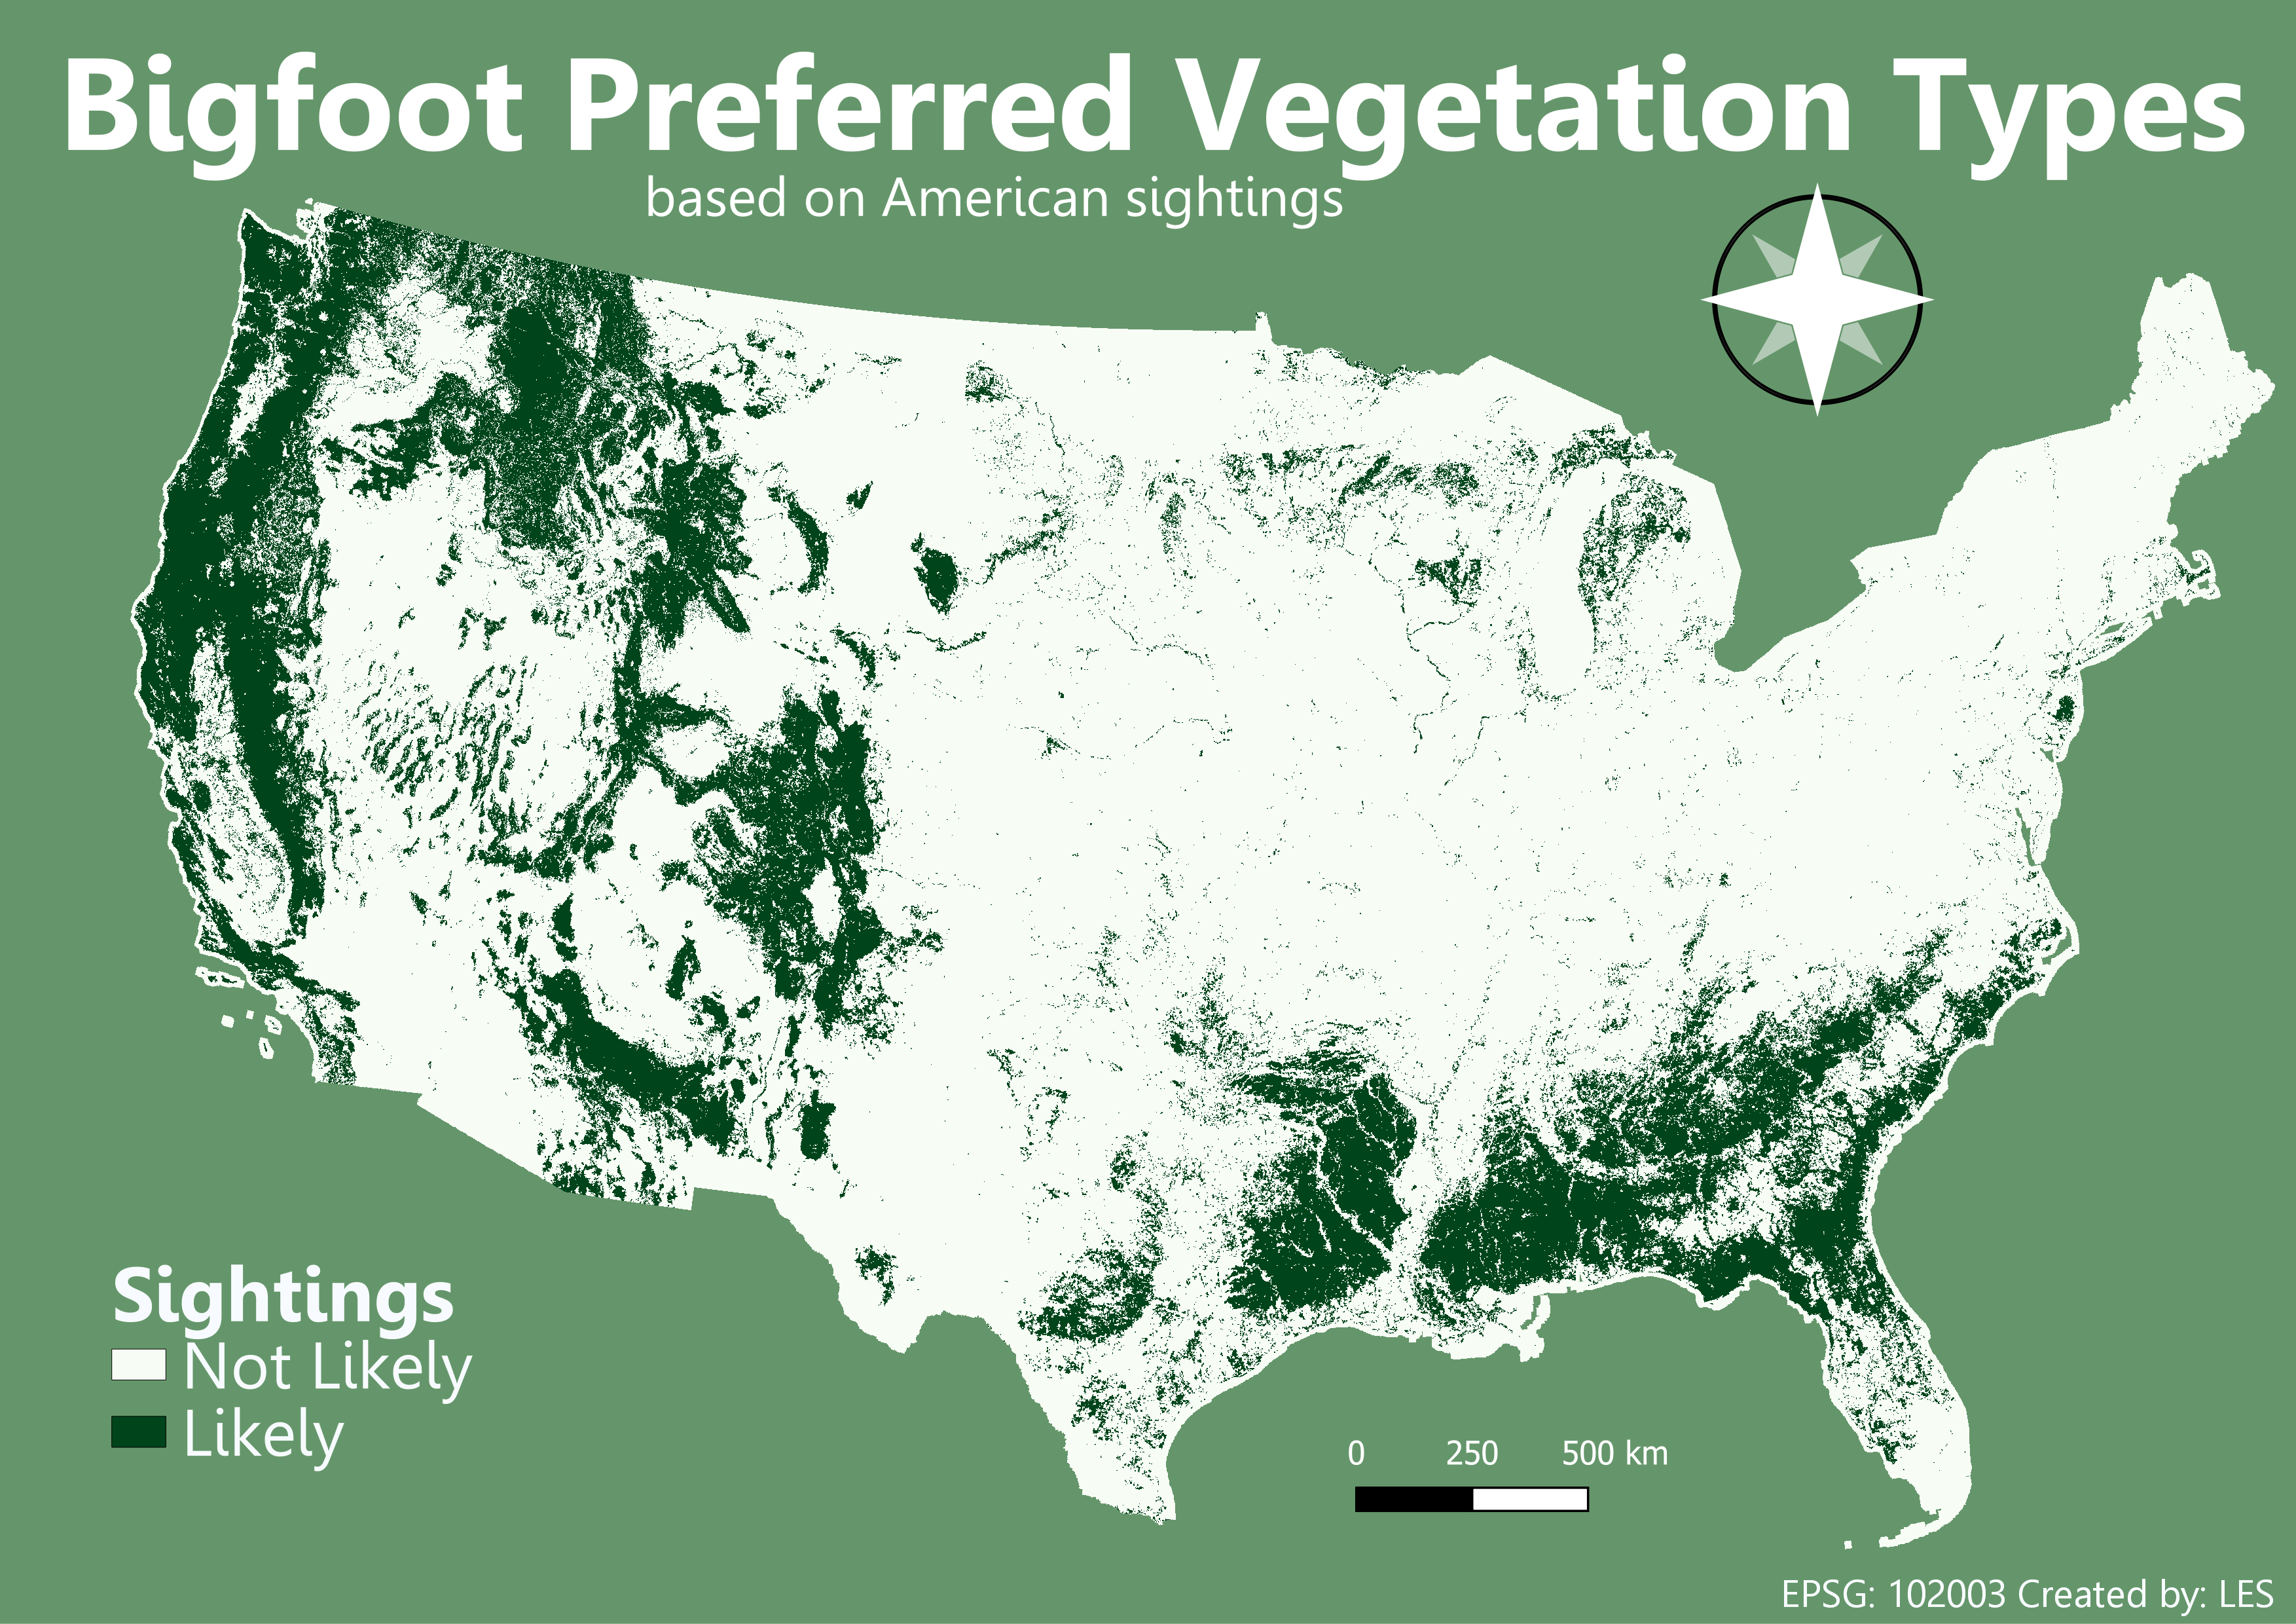 Bigfoot Preferred Vegetation Types
based on American sightings
Sightings
Not Likely
Likely
0 250 500 km
EPSG: 102003 Created by: LES